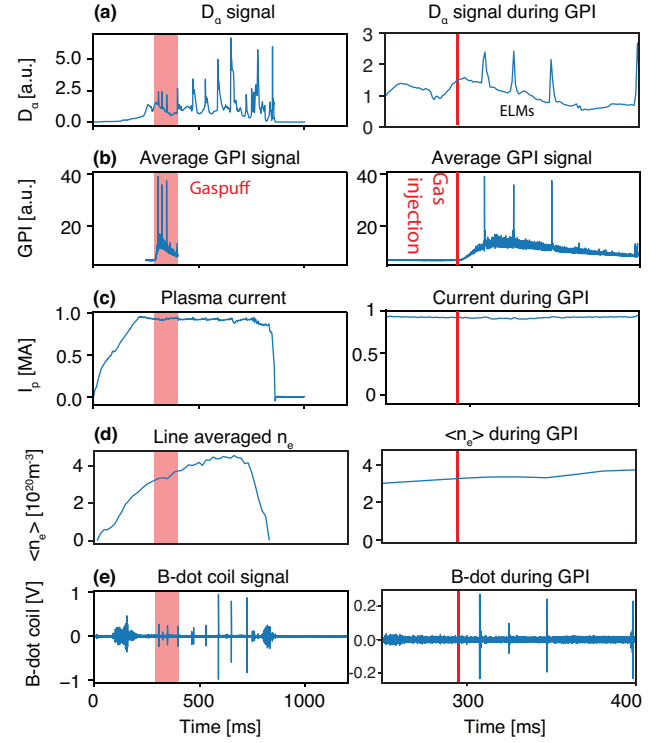 (a) Dα signal
Dα signal during GPI
Dα [a.u.]
5.0
2.5
0.0
3
2
1
0
ELMs
(b) Average GPI signal
Average GPI signal
GPI [a.u.]
40
20
Gaspuff
40
20
Gas
injection
(c) Plasma current
Current during GPI
Ip [MA]
1.0
0.5
0.0
1
0.5
0
(d) Line averaged ne
<ne> during GPI
<ne> [10²⁰m⁻³]
4
2
0
4
2
0
(e) B-dot coil signal
B-dot during GPI
B-dot coil [V]
1
0
−1
0.2
0.0
-0.2
0 500 1000
300 400
Time [ms]
Time [ms]